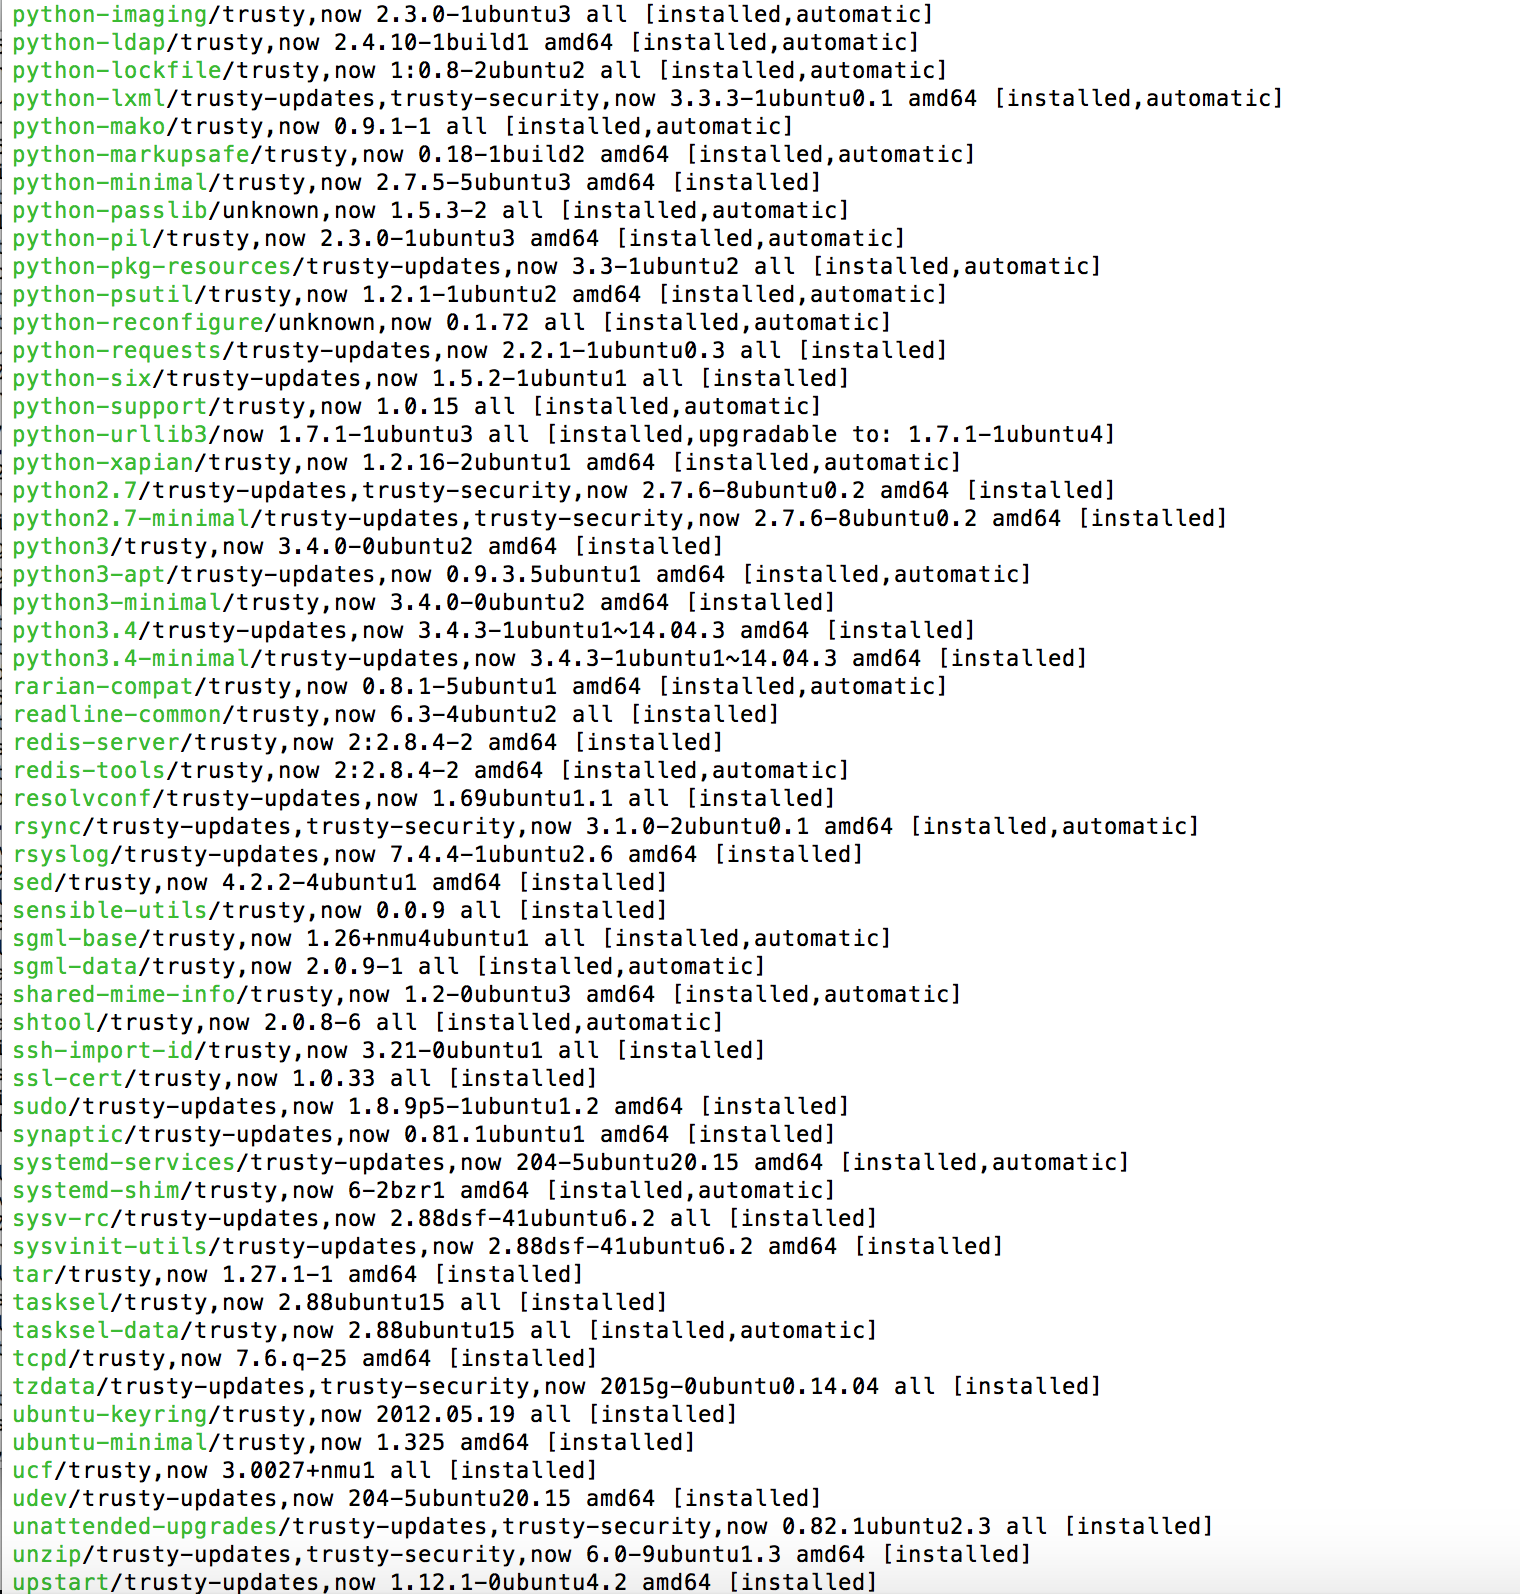 python-imaging/trusty,now 2.3.0-1ubuntu3 all [installed,automatic]
python-ldap/trusty,now 2.4.10-1build1 amd64 [installed,automatic]
python-lockfile/trusty,now 1:0.8-2ubuntu2 all [installed,automatic]
python-lxml/trusty-updates,trusty-security,now 3.3.3-1ubuntu0.1 amd64 [installed,automatic]
python-mako/trusty,now 0.9.1-1 all [installed,automatic]
python-markupsafe/trusty,now 0.18-1build2 amd64 [installed,automatic]
python-minimal/trusty,now 2.7.5-5ubuntu3 amd64 [installed]
python-passlib/unknown,now 1.5.3-2 all [installed,automatic]
python-pil/trusty,now 2.3.0-1ubuntu3 amd64 [installed,automatic]
python-pkg-resources/trusty-updates,now 3.3-1ubuntu2 all [installed,automatic]
python-psutil/trusty,now 1.2.1-1ubuntu2 amd64 [installed,automatic]
python-reconfigure/unknown,now 0.1.72 all [installed,automatic]
python-requests/trusty-updates,now 2.2.1-1ubuntu0.3 all [installed]
python-six/trusty-updates,now 1.5.2-1ubuntu1 all [installed]
python-support/trusty,now 1.0.15 all [installed,automatic]
python-urllib3/now 1.7.1-1ubuntu3 all [installed,upgradable to: 1.7.1-1ubuntu4]
python-xapian/trusty,now 1.2.16-2ubuntu1 amd64 [installed,automatic]
python2.7/trusty-updates,trusty-security,now 2.7.6-8ubuntu0.2 amd64 [installed]
python2.7-minimal/trusty-updates,trusty-security,now 2.7.6-8ubuntu0.2 amd64 [installed]
python3/trusty,now 3.4.0-0ubuntu2 amd64 [installed]
python3-apt/trusty-updates,now 0.9.3.5ubuntu1 amd64 [installed,automatic]
python3-minimal/trusty,now 3.4.0-0ubuntu2 amd64 [installed]
python3.4/trusty-updates,now 3.4.3-1ubuntu1~14.04.3 amd64 [installed]
python3.4-minimal/trusty-updates,now 3.4.3-1ubuntu1~14.04.3 amd64 [installed]
rarian-compat/trusty,now 0.8.1-5ubuntu1 amd64 [installed,automatic]
readline-common/trusty,now 6.3-4ubuntu2 all [installed]
redis-server/trusty,now 2:2.8.4-2 amd64 [installed]
redis-tools/trusty,now 2:2.8.4-2 amd64 [installed,automatic]
resolvconf/trusty-updates,now 1.69ubuntu1.1 all [installed]
rsync/trusty-updates,trusty-security,now 3.1.0-2ubuntu0.1 amd64 [installed,automatic]
rsyslog/trusty-updates,now 7.4.4-1ubuntu2.6 amd64 [installed]
sed/trusty,now 4.2.2-4ubuntu1 amd64 [installed]
sensible-utils/trusty,now 0.0.9 all [installed]
sgml-base/trusty,now 1.26+nmu4ubuntu1 all [installed,automatic]
sgml-data/trusty,now 2.0.9-1 all [installed,automatic]
shared-mime-info/trusty,now 1.2-0ubuntu3 amd64 [installed,automatic]
shtool/trusty,now 2.0.8-6 all [installed,automatic]
ssh-import-id/trusty,now 3.21-0ubuntu1 all [installed]
ssl-cert/trusty,now 1.0.33 all [installed]
sudo/trusty-updates,now 1.8.9p5-1ubuntu1.2 amd64 [installed]
synaptic/trusty-updates,now 0.81.1ubuntu1 amd64 [installed]
systemd-services/trusty-updates,now 204-5ubuntu20.15 amd64 [installed,automatic]
systemd-shim/trusty,now 6-2bzr1 amd64 [installed,automatic]
sysv-rc/trusty-updates,now 2.88dsf-41ubuntu6.2 all [installed]
sysvinit-utils/trusty-updates,now 2.88dsf-41ubuntu6.2 amd64 [installed]
tar/trusty,now 1.27.1-1 amd64 [installed]
tasksel/trusty,now 2.88ubuntu15 all [installed]
tasksel-data/trusty,now 2.88ubuntu15 all [installed,automatic]
tcpd/trusty,now 7.6.q-25 amd64 [installed]
tzdata/trusty-updates,trusty-security,now 2015g-0ubuntu0.14.04 all [installed]
ubuntu-keyring/trusty,now 2012.05.19 all [installed]
ubuntu-minimal/trusty,now 1.325 amd64 [installed]
ucf/trusty,now 3.0027+nmu1 all [installed]
udev/trusty-updates,now 204-5ubuntu20.15 amd64 [installed]
unattended-upgrades/trusty-updates,trusty-security,now 0.82.1ubuntu2.3 all [installed]
unzip/trusty-updates,trusty-security,now 6.0-9ubuntu1.3 amd64 [installed]
upstart/trusty-updates,now 1.12.1-0ubuntu4.2 amd64 [installed]